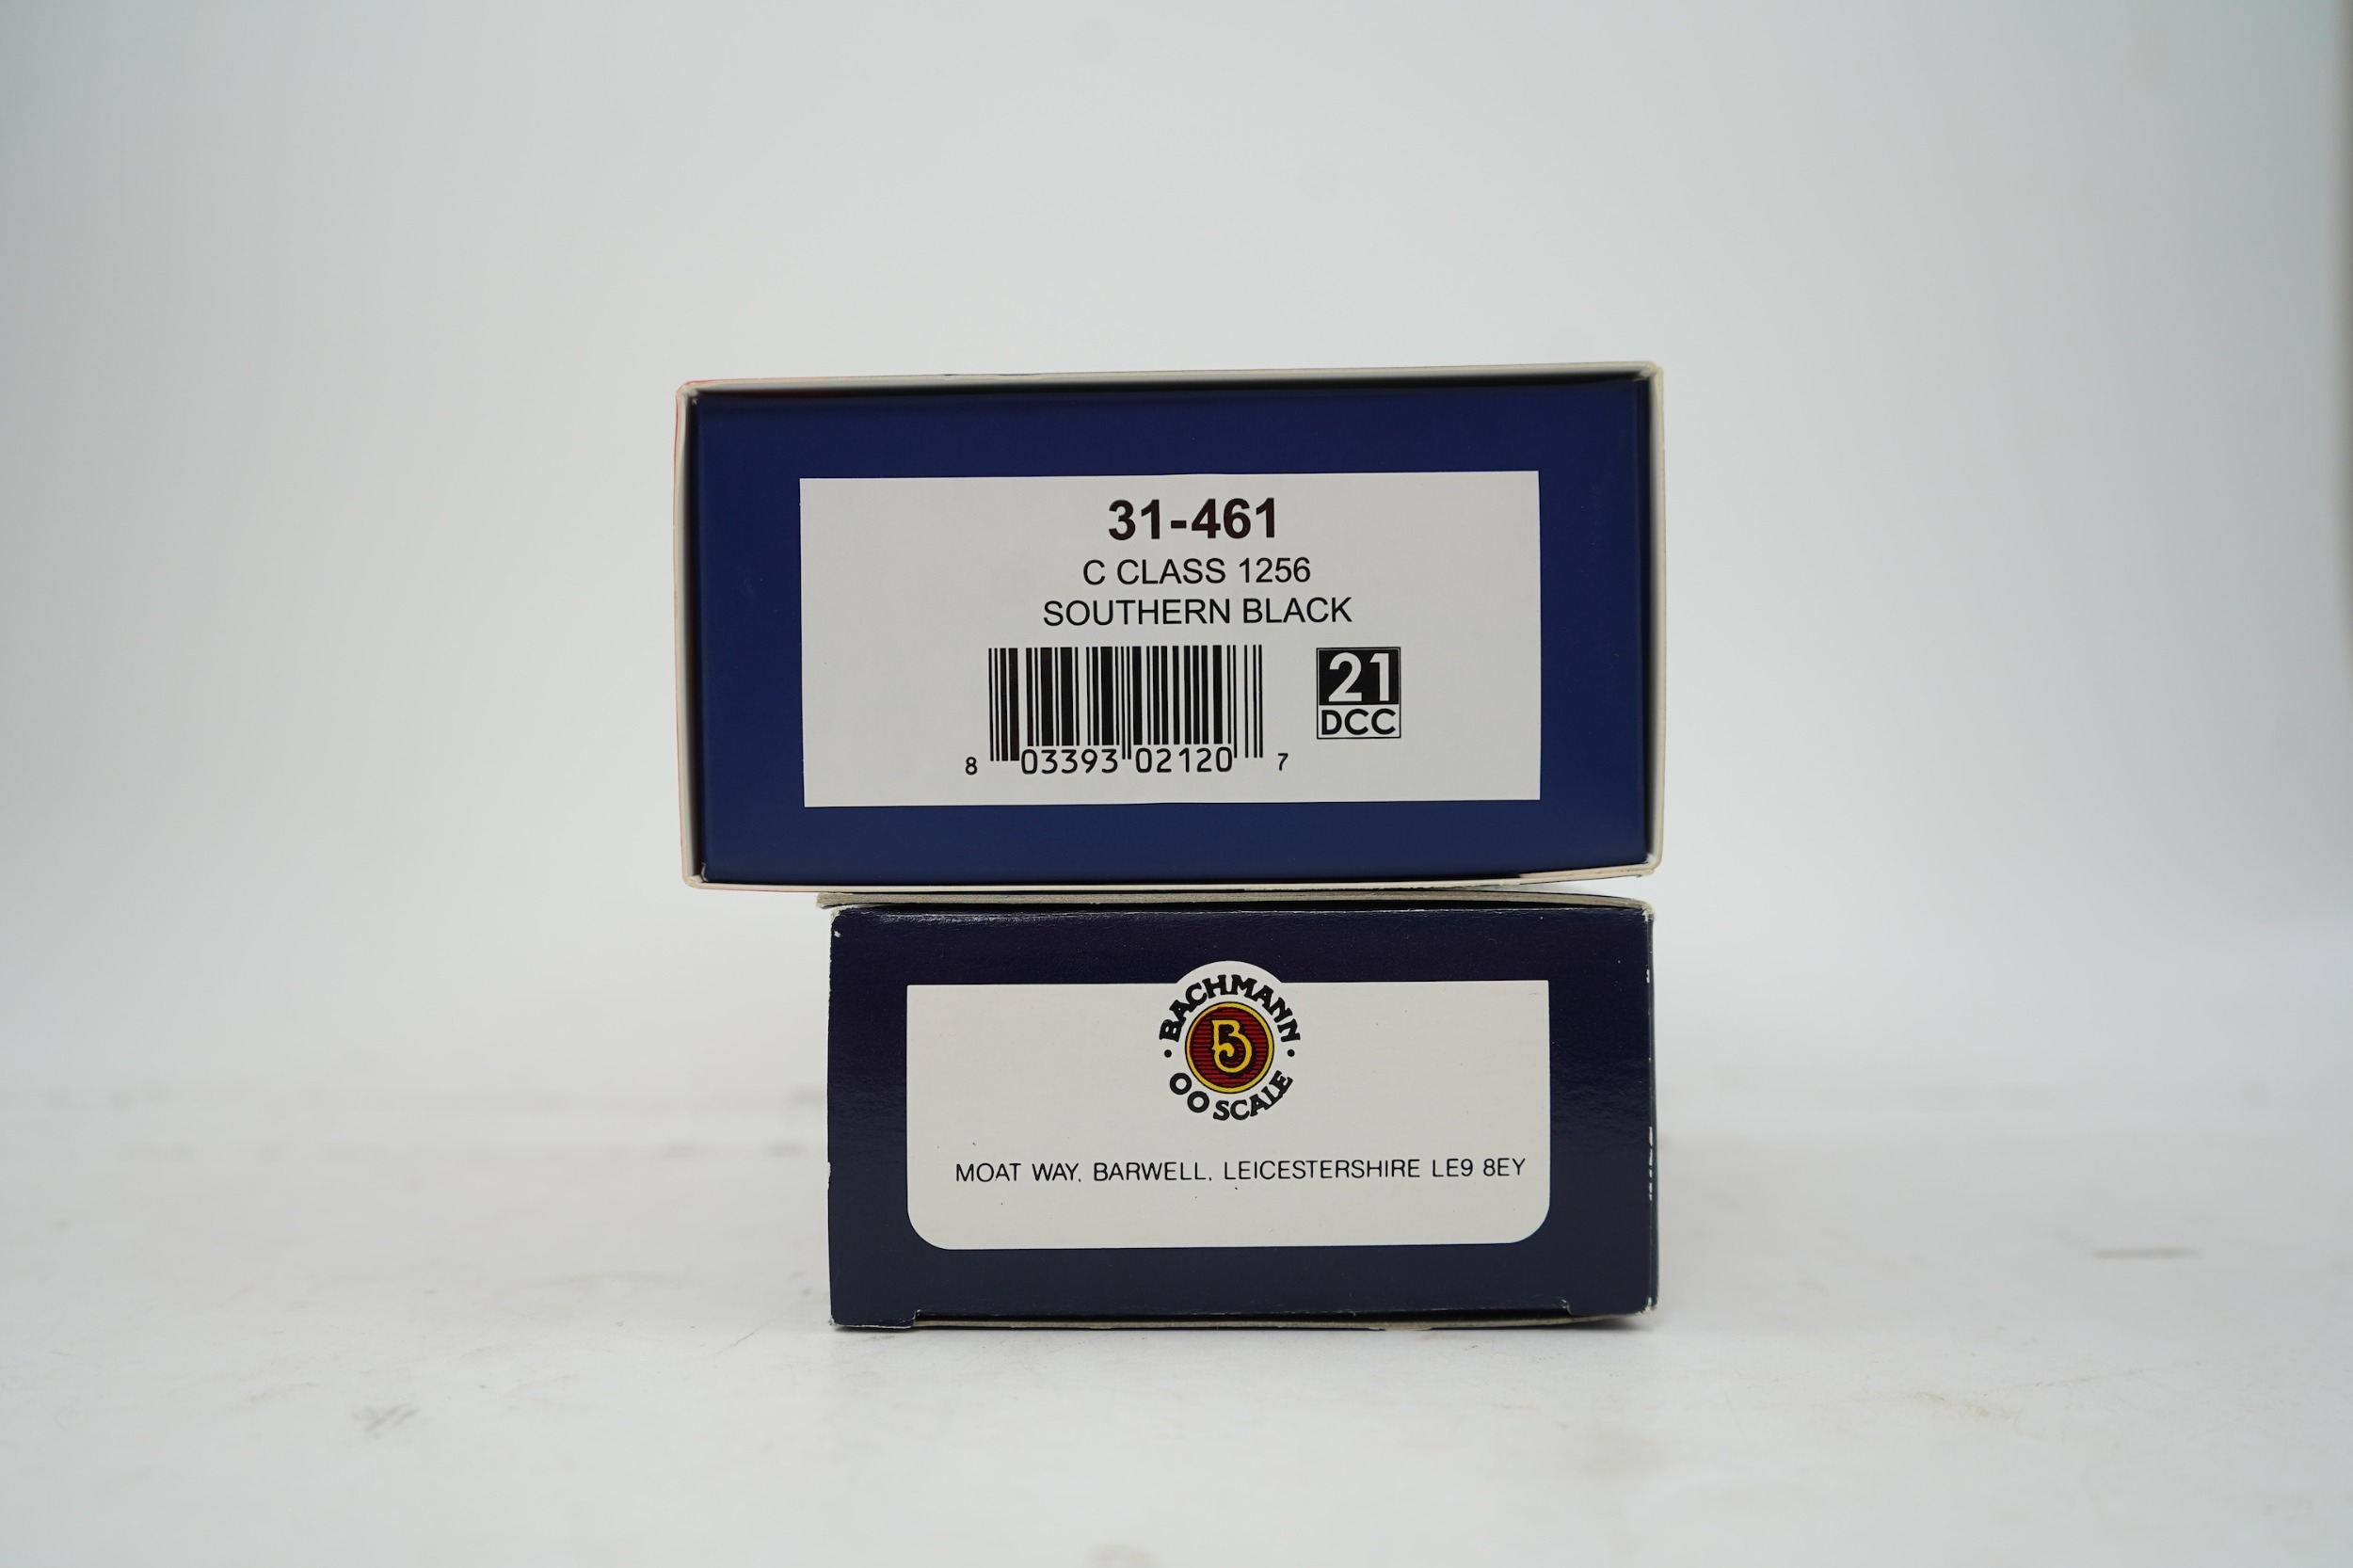 31-461
C CLASS 1256
SOUTHERN BLACK
21
DCC
8 03393 02120 7
BACHMANN
B
OO SCALE
MOAT WAY, BARWELL, LEICESTERSHIRE LE9 8EY